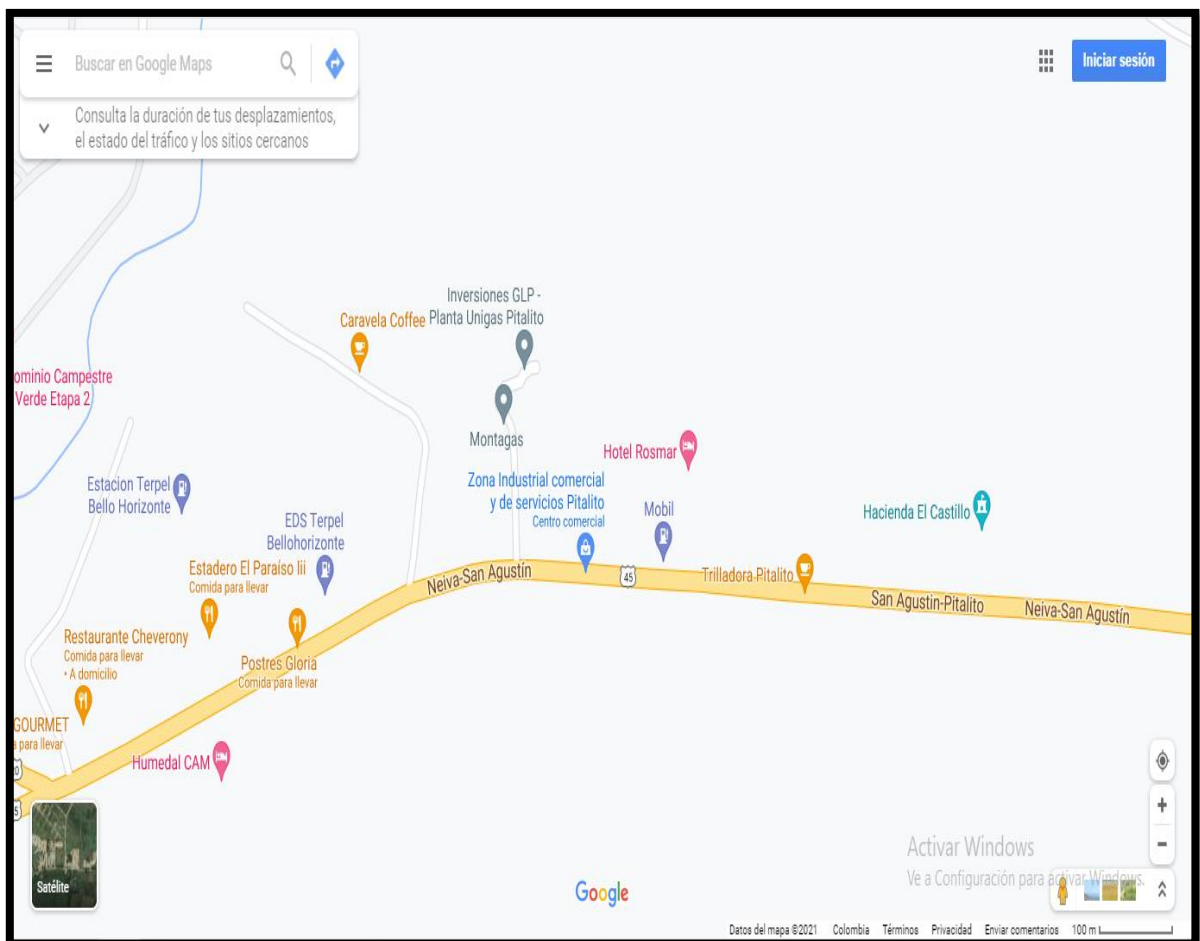 Buscar en Google Maps
Iniciar sesión
Consulta la duración de tus desplazamientos,
el estado del tráfico y los sitios cercanos
Inversiones GLP -
Planta Unigas Pitalito
Caravela Coffee
ominio Campestre
Verde Etapa 2
Montagas
Hotel Rosmar
Zona Industrial comercial
y de servicios Pitalito
Centro comercial
Estacion Terpel
Bello Horizonte
Mobil
Hacienda El Castillo
EDS Terpel
Bellohorizonte
Estadero El Paraíso Iii
Comida para llevar
Neiva-San Agustín
45
Trilladora Pitalito
San Agustin-Pitalito
Neiva-San Agustín
Restaurante Cheverony
Comida para llevar
• A domicilio
Postres Gloria
Comida para llevar
GOURMET
a para llevar
Humedal CAM
Satélite
Google
Activar Windows
Ve a Configuración para activar Windows.
Datos del mapa ©2021 Colombia Términos Privacidad Enviar comentarios 100 m